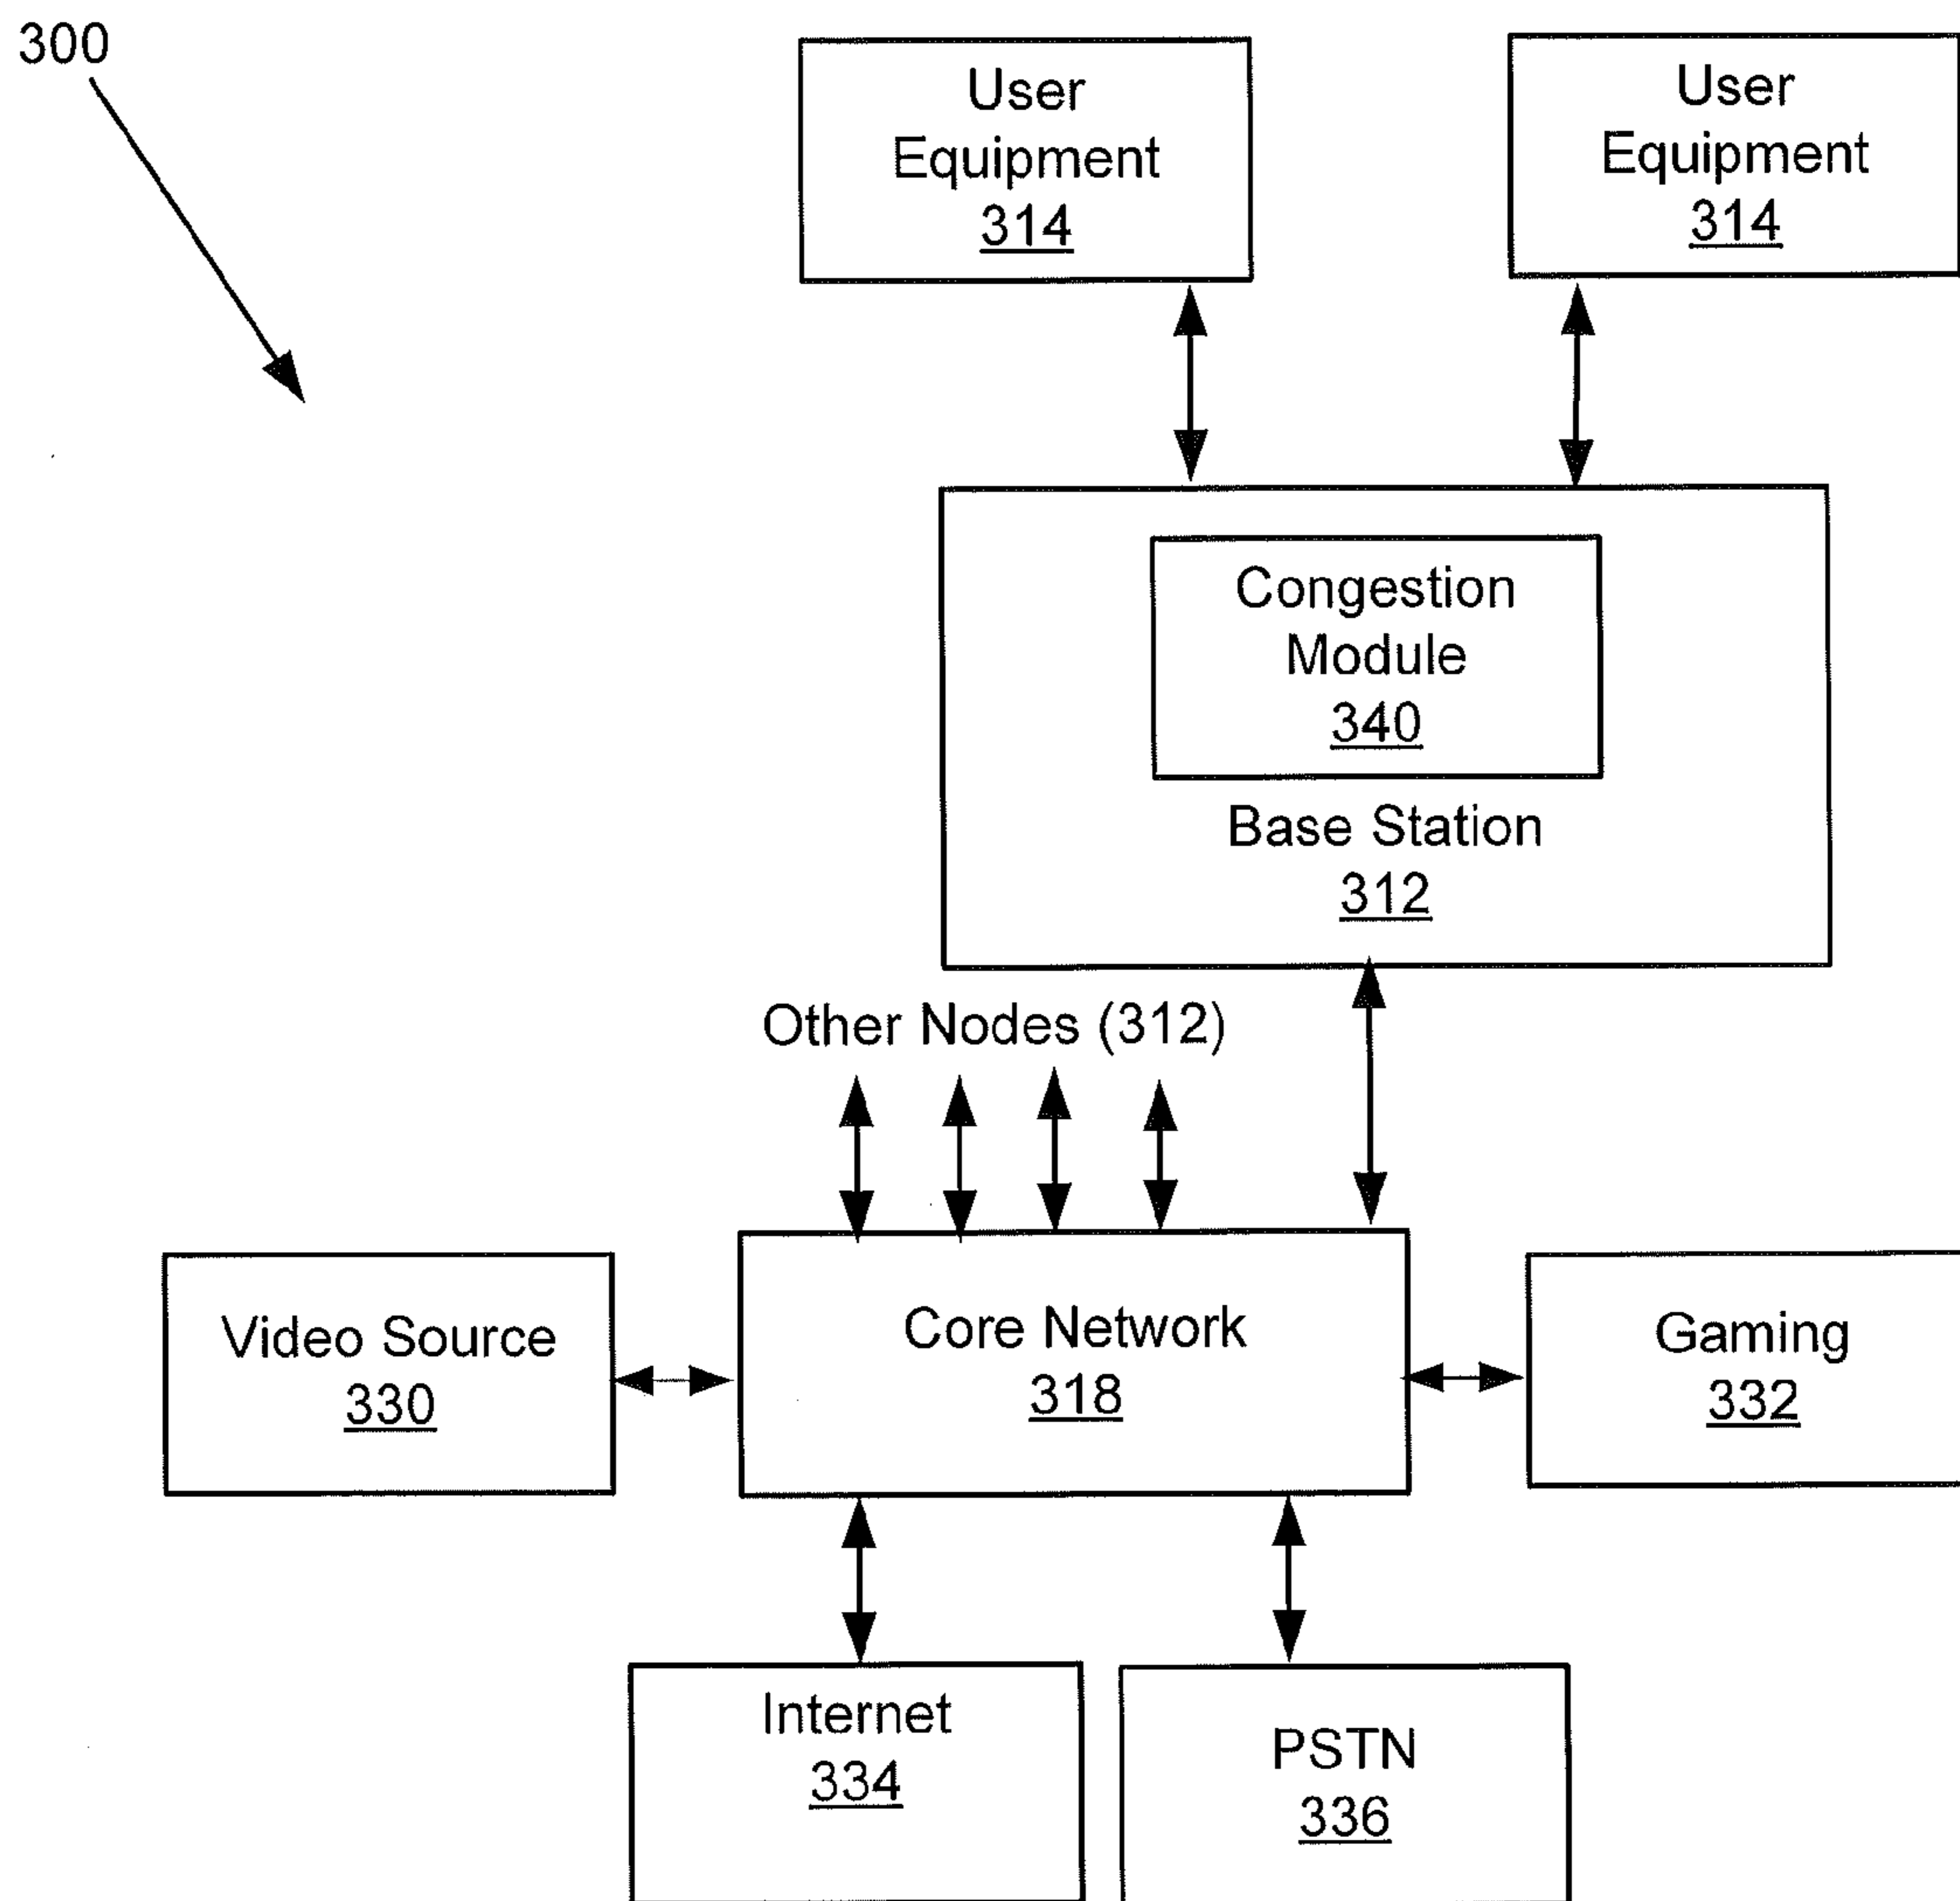 300
User
Equipment
314
User
Equipment
314
Congestion
Module
340
Base Station
312
Other Nodes (312)
Video Source
330
Core Network
318
Gaming
332
Internet
334
PSTN
336